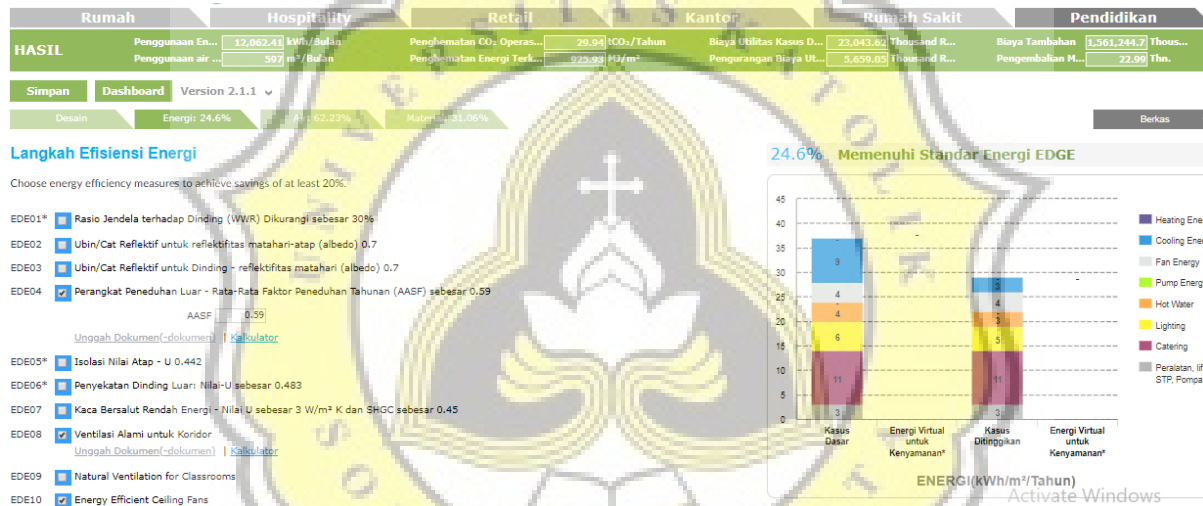 Rumah Hospitality Retail Kantor Rumah Sakit Pendidikan
HASIL
Penggunaan En... 12,062.41 kWh/Bulan Penghematan CO₂ Operas... 29.94 tCO₂/Tahun Biaya Utilitas Kasus D... 23,043.62 Thousand R... Biaya Tambahan 1,561,244.7 Thous...
Penggunaan air ... 597 m³/Bulan Penghematan Energi Terk... 925.93 MJ/m² Pengurangan Biaya Ut... 5,659.05 Thousand R... Pengembalian M... 22.99 Thn.
Simpan Dashboard Version 2.1.1
Desain Energi: 24.6% Air: 62.23% Material: 31.06% Berkas
Langkah Efisiensi Energi
Choose energy efficiency measures to achieve savings of at least 20%.
EDE01* Rasio Jendela terhadap Dinding (WWR) Dikurangi sebesar 30%
EDE02 Ubin/Cat Reflektif untuk reflektifitas matahari-atap (albedo) 0.7
EDE03 Ubin/Cat Reflektif untuk Dinding - reflektifitas matahari (albedo) 0.7
EDE04 Perangkat Peneduhan Luar - Rata-Rata Faktor Peneduhan Tahunan (AASF) sebesar 0.59
AASF 0.59
Unggah Dokumen(-dokumen) | Kalkulator
EDE05* Isolasi Nilai Atap - U 0.442
EDE06* Penyekatan Dinding Luar: Nilai-U sebesar 0.483
EDE07 Kaca Bersalut Rendah Energi - Nilai U sebesar 3 W/m² K dan SHGC sebesar 0.45
EDE08 Ventilasi Alami untuk Koridor
Unggah Dokumen(-dokumen) | Kalkulator
EDE09 Natural Ventilation for Classrooms
EDE10 Energy Efficient Ceiling Fans
24.6% Memenuhi Standar Energi EDGE
45
40
35
30
25
20
15
10
5
0
9
4
4
6
11
3
3
4
3
5
11
3
Kasus Dasar
Energi Virtual untuk Kenyamanan*
Kasus Ditinggikan
Energi Virtual untuk Kenyamanan*
ENERGI(kWh/m²/Tahun)
Heating Ene
Cooling Ener
Fan Energy
Pump Energ
Hot Water
Lighting
Catering
Peralatan, lif
STP, Pompa
Activate Windows
UNIVERSITAS KATOLIK
SO